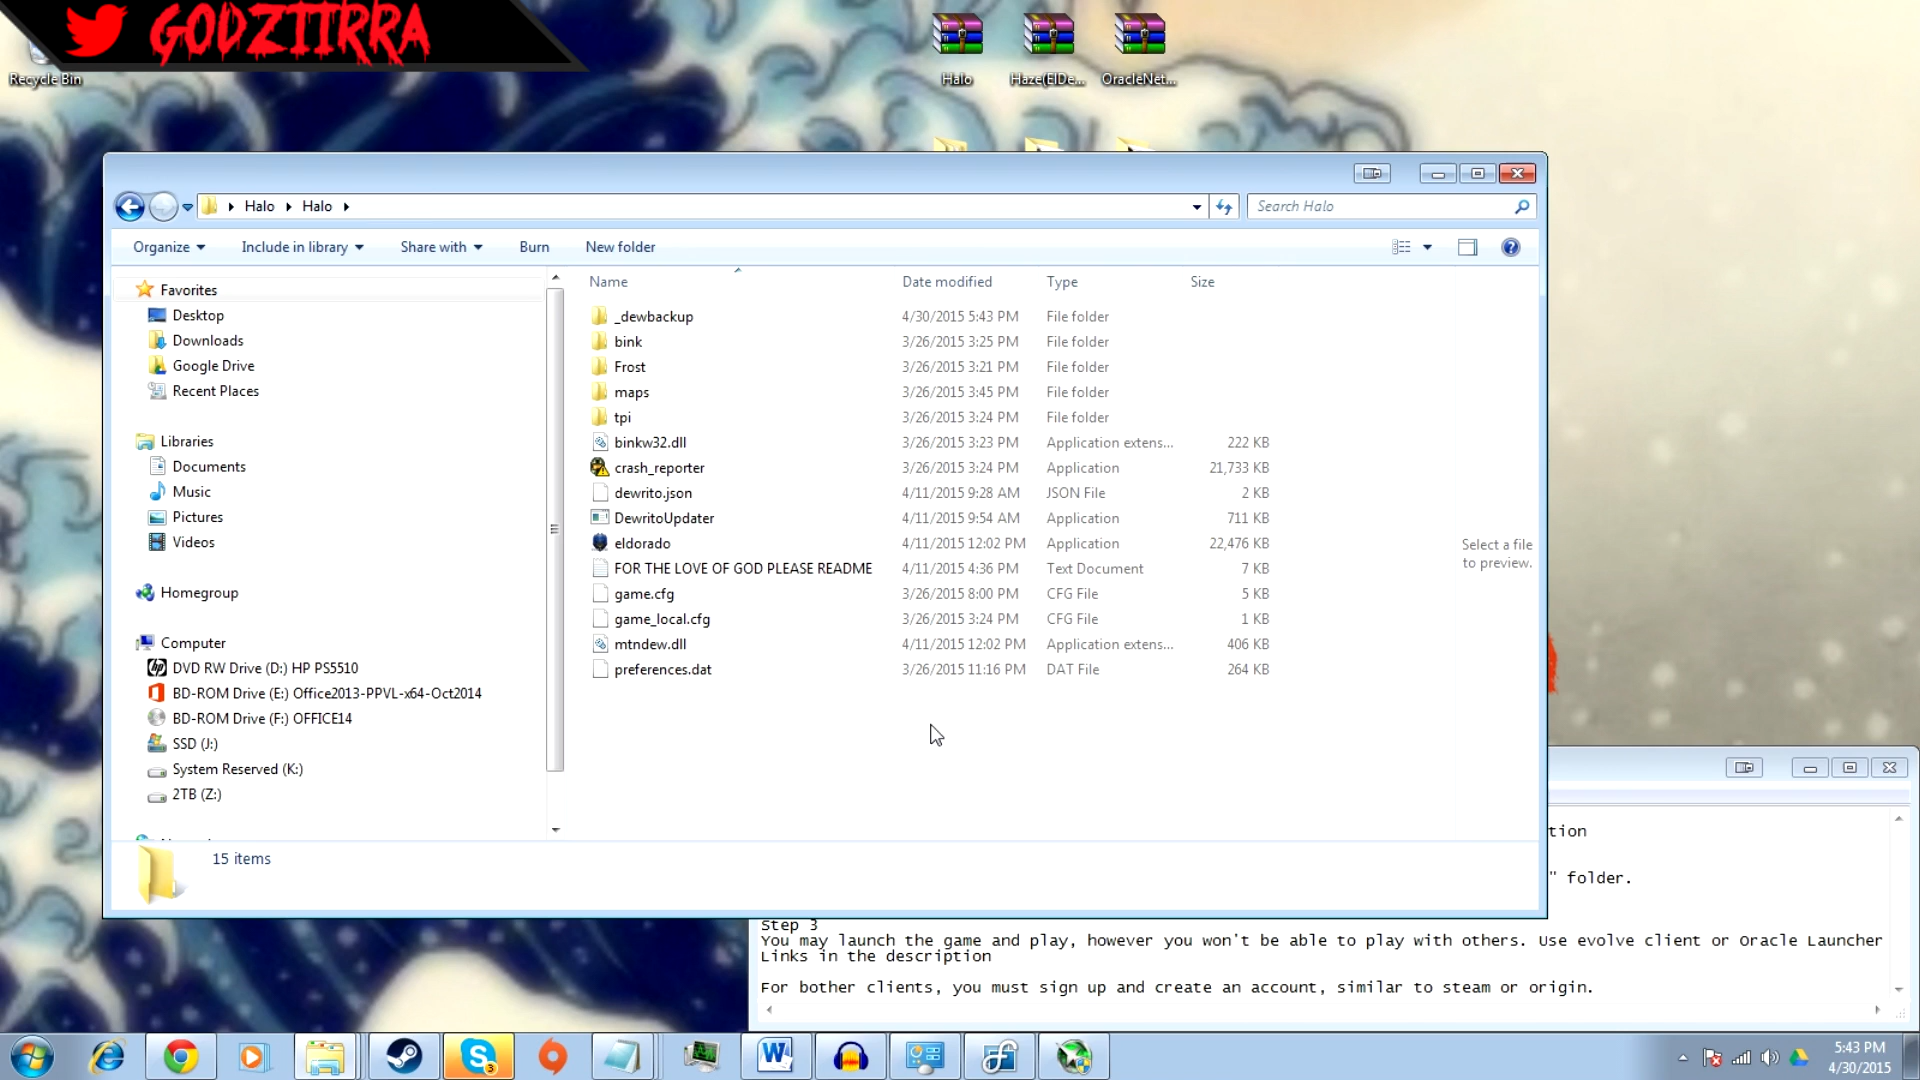 GODZIIRRA
Recycle Bin
Halo
Haze(ElDe...
OracleNet...
Halo
Halo
Search Halo
Organize
Include in library
Share with
Burn
New folder
Name
Date modified
Type
Size
Favorites
Desktop
Downloads
Google Drive
Recent Places
Libraries
Documents
Music
Pictures
Videos
Homegroup
Computer
DVD RW Drive (D:) HP PS5510
BD-ROM Drive (E:) Office2013-PPVL-x64-Oct2014
BD-ROM Drive (F:) OFFICE14
SSD (J:)
System Reserved (K:)
2TB (Z:)
_dewbackup 4/30/2015 5:43 PM File folder
bink 3/26/2015 3:25 PM File folder
Frost 3/26/2015 3:21 PM File folder
maps 3/26/2015 3:45 PM File folder
tpi 3/26/2015 3:24 PM File folder
binkw32.dll 3/26/2015 3:23 PM Application extens... 222 KB
crash_reporter 3/26/2015 3:24 PM Application 21,733 KB
dewrito.json 4/11/2015 9:28 AM JSON File 2 KB
DewritoUpdater 4/11/2015 9:54 AM Application 711 KB
eldorado 4/11/2015 12:02 PM Application 22,476 KB
FOR THE LOVE OF GOD PLEASE README 4/11/2015 4:36 PM Text Document 7 KB
game.cfg 3/26/2015 8:00 PM CFG File 5 KB
game_local.cfg 3/26/2015 3:24 PM CFG File 1 KB
mtndew.dll 4/11/2015 12:02 PM Application extens... 406 KB
preferences.dat 3/26/2015 11:16 PM DAT File 264 KB
Select a file
to preview.
15 items
tion
" folder.
Step 3
You may launch the game and play, however you won't be able to play with others. Use evolve client or Oracle Launcher
Links in the description
For bother clients, you must sign up and create an account, similar to steam or origin.
5:43 PM
4/30/2015